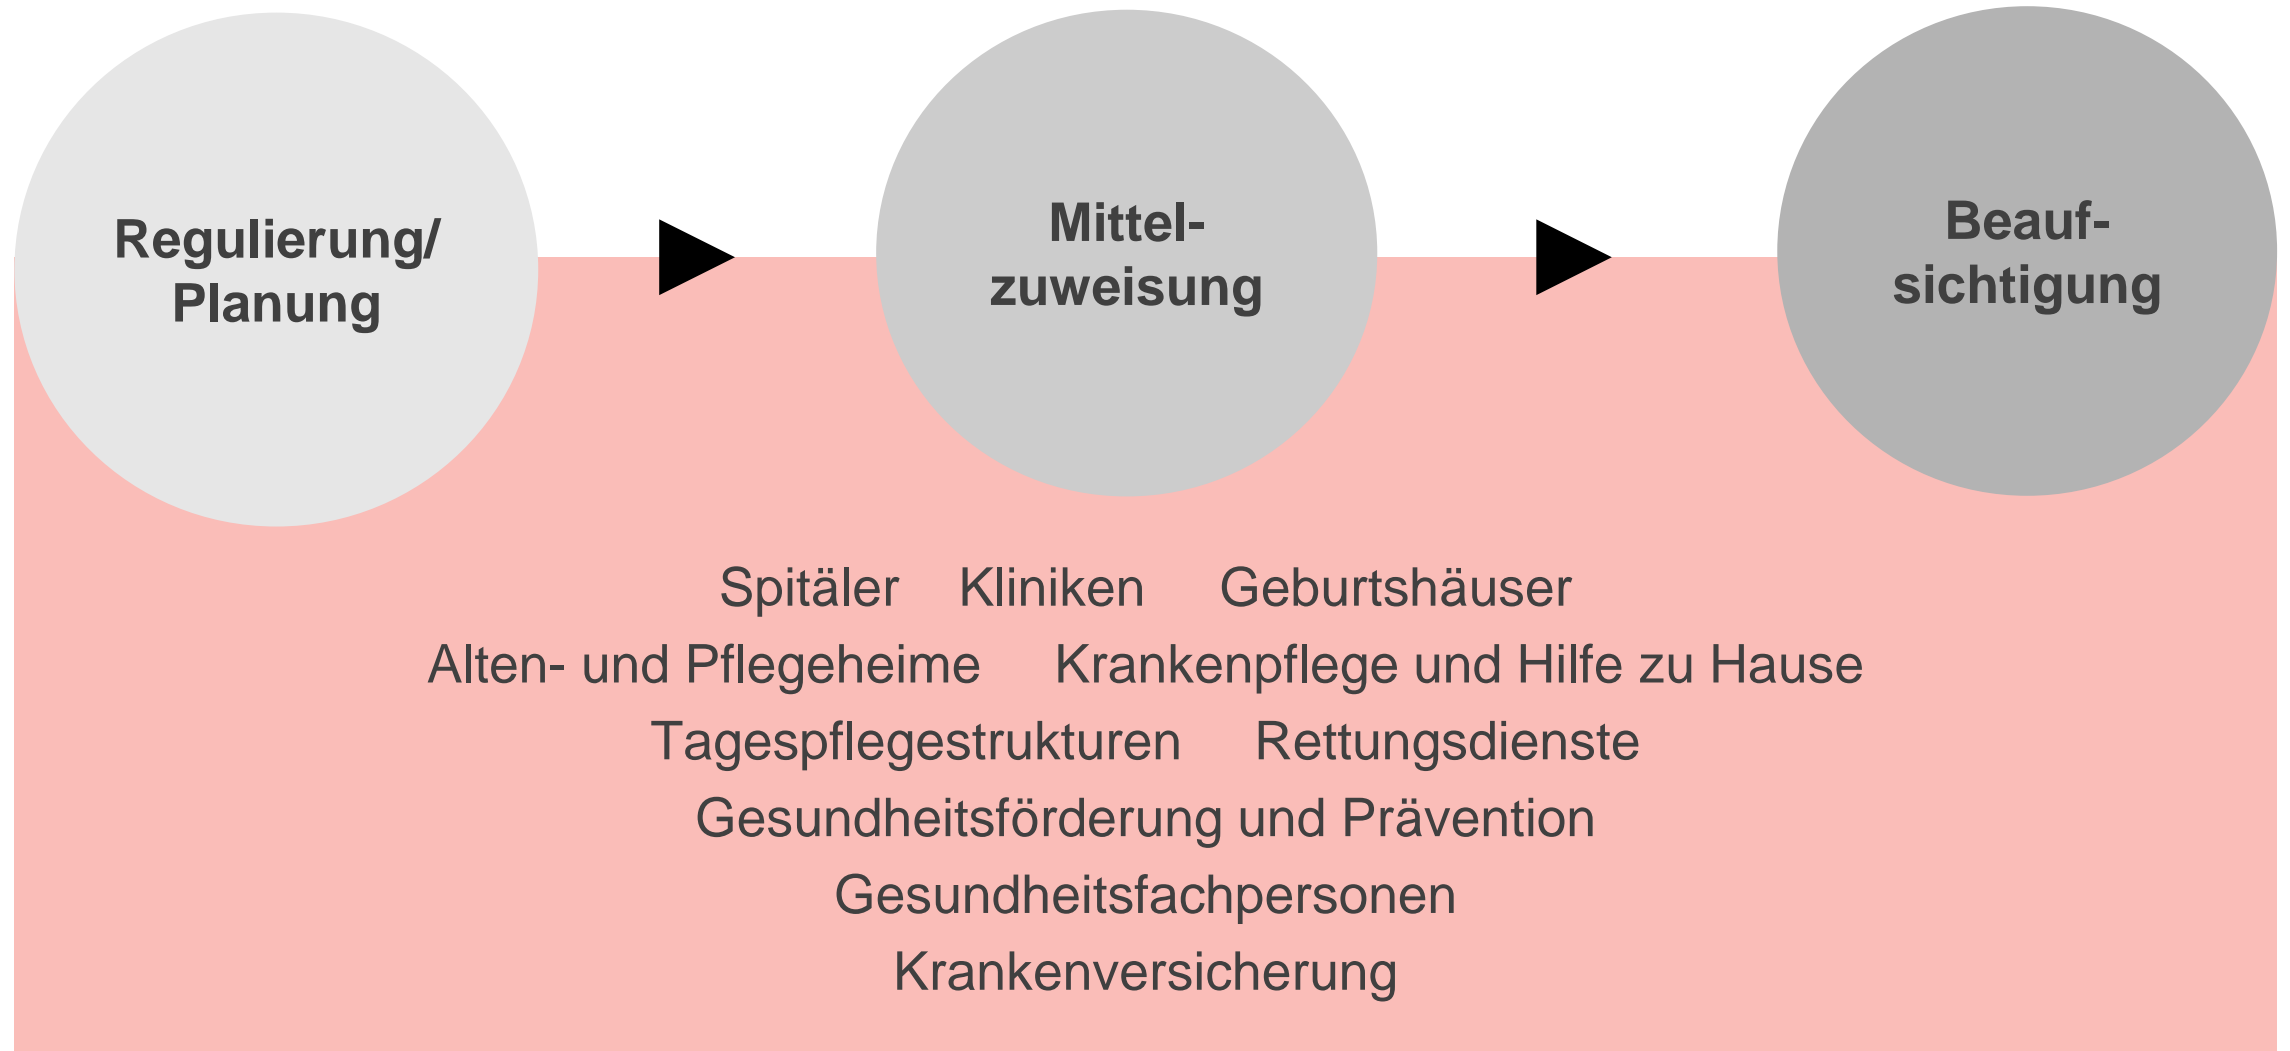 Regulierung/
Planung
Mittel-
zuweisung
Beauf-
sichtigung
Spitäler Kliniken Geburtshäuser
Alten- und Pflegeheime Krankenpflege und Hilfe zu Hause
Tagespflegestrukturen Rettungsdienste
Gesundheitsförderung und Prävention
Gesundheitsfachpersonen
Krankenversicherung